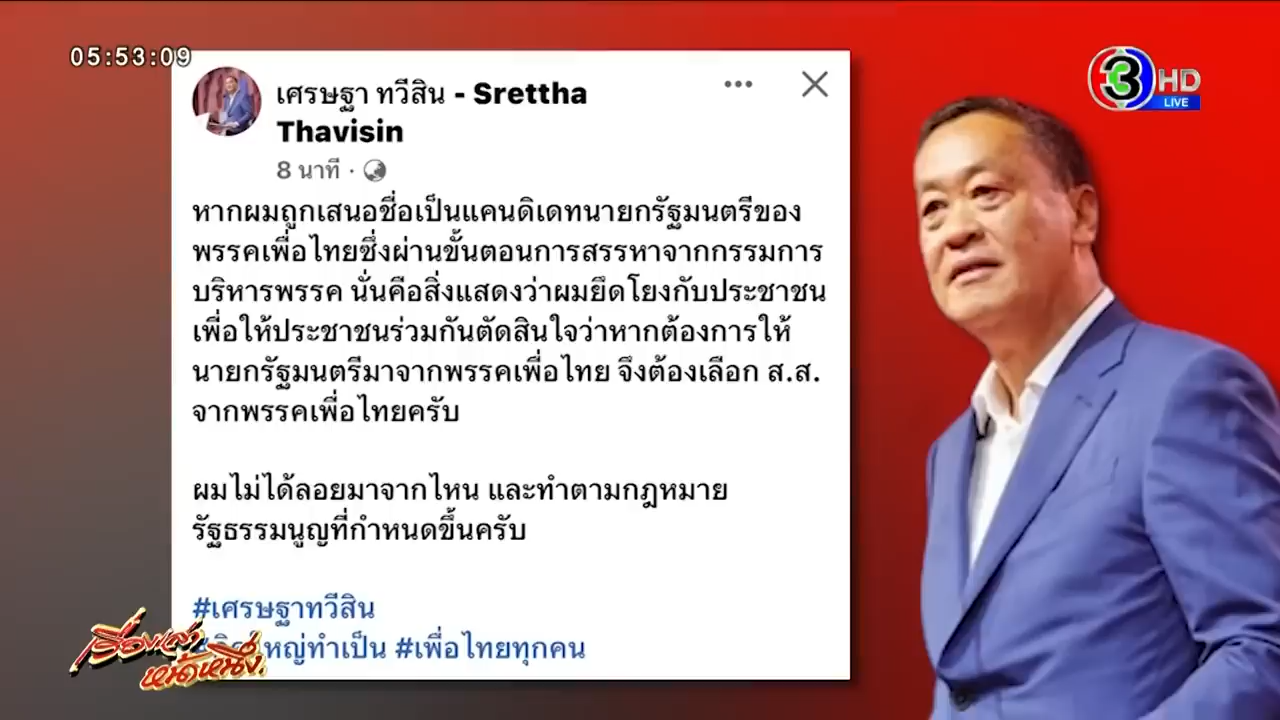 05:53:09
3 HD
LIVE
เศรษฐา ทวีสิน - Srettha
Thavisin
8 นาที ·
หากผมถูกเสนอชื่อเป็นแคนดิเดทนายกรัฐมนตรีของ
พรรคเพื่อไทยซึ่งผ่านขั้นตอนการสรรหาจากกรรมการ
บริหารพรรค นั่นคือสิ่งแสดงว่าผมยึดโยงกับประชาชน
เพื่อให้ประชาชนร่วมกันตัดสินใจว่าหากต้องการให้
นายกรัฐมนตรีมาจากพรรคเพื่อไทย จึงต้องเลือก ส.ส.
จากพรรคเพื่อไทยครับ
ผมไม่ได้ลอยมาจากไหน และทำตามกฎหมาย
รัฐธรรมนูญที่กำหนดขึ้นครับ
#เศรษฐาทวีสิน
หญ่ทำเป็น #เพื่อไทยทุกคน
เรื่องเล่า
หน้าหนึ่ง